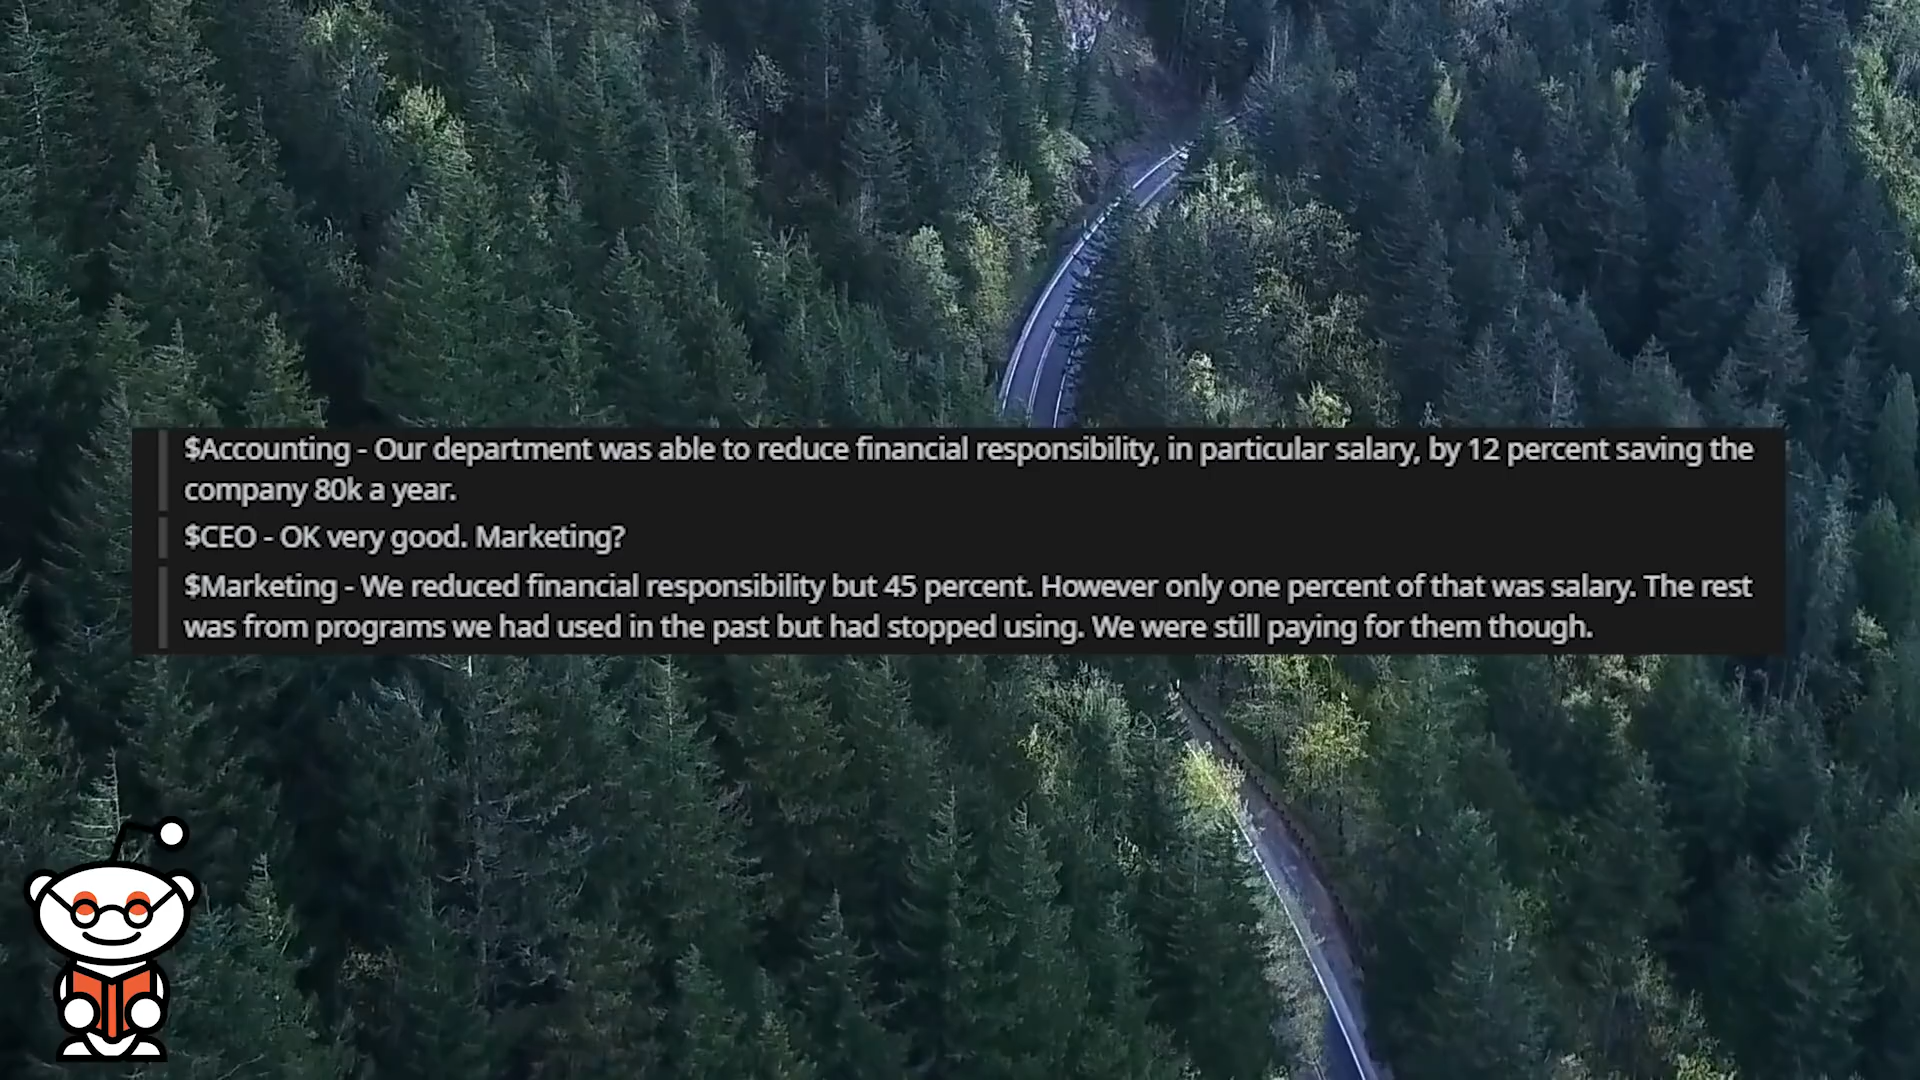 $Accounting - Our department was able to reduce financial responsibility, in particular salary, by 12 percent saving the
company 80k a year.
$CEO - OK very good. Marketing?
$Marketing - We reduced financial responsibility but 45 percent. However only one percent of that was salary. The rest
was from programs we had used in the past but had stopped using. We were still paying for them though.